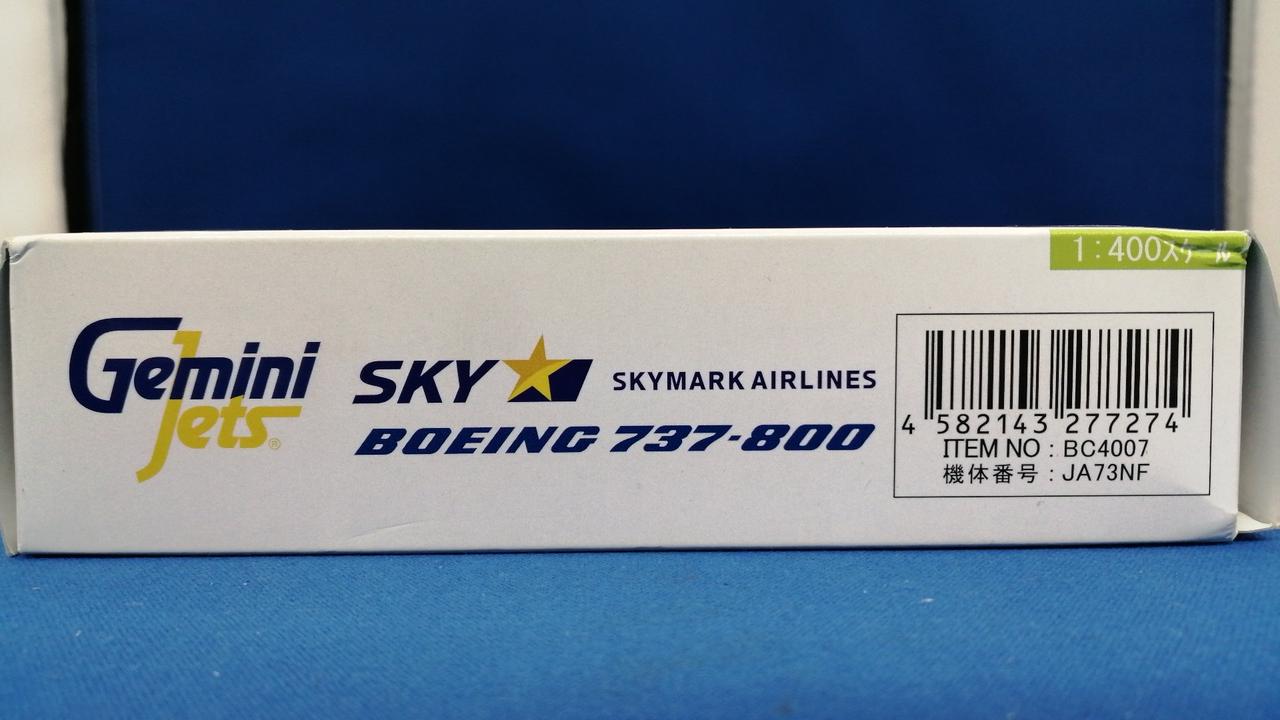 1:400スケール
Gemini
Jets®
SKY
SKYMARK AIRLINES
BOEING 737-800
4 582143 277274
ITEM NO : BC4007
機体番号 : JA73NF